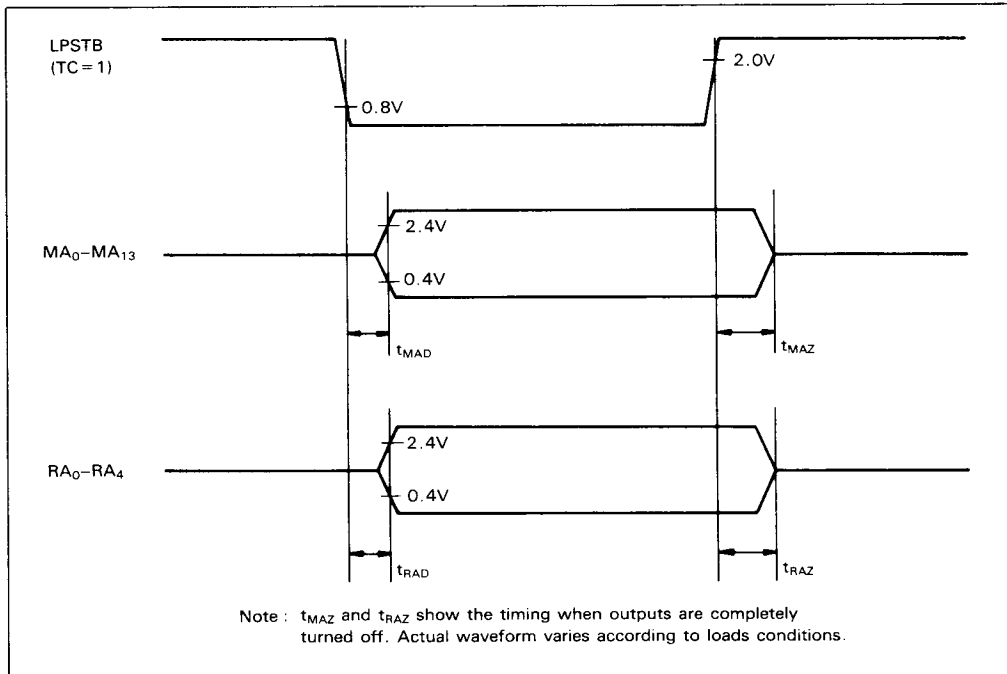 LPSTB
(TC=1)
2.0V
0.8V
2.4V
MA₀–MA₁₃
0.4V
tMAD
tMAZ
2.4V
RA₀–RA₄
0.4V
tRAD
tRAZ
Note : tMAZ and tRAZ show the timing when outputs are completely
turned off. Actual waveform varies according to loads conditions.